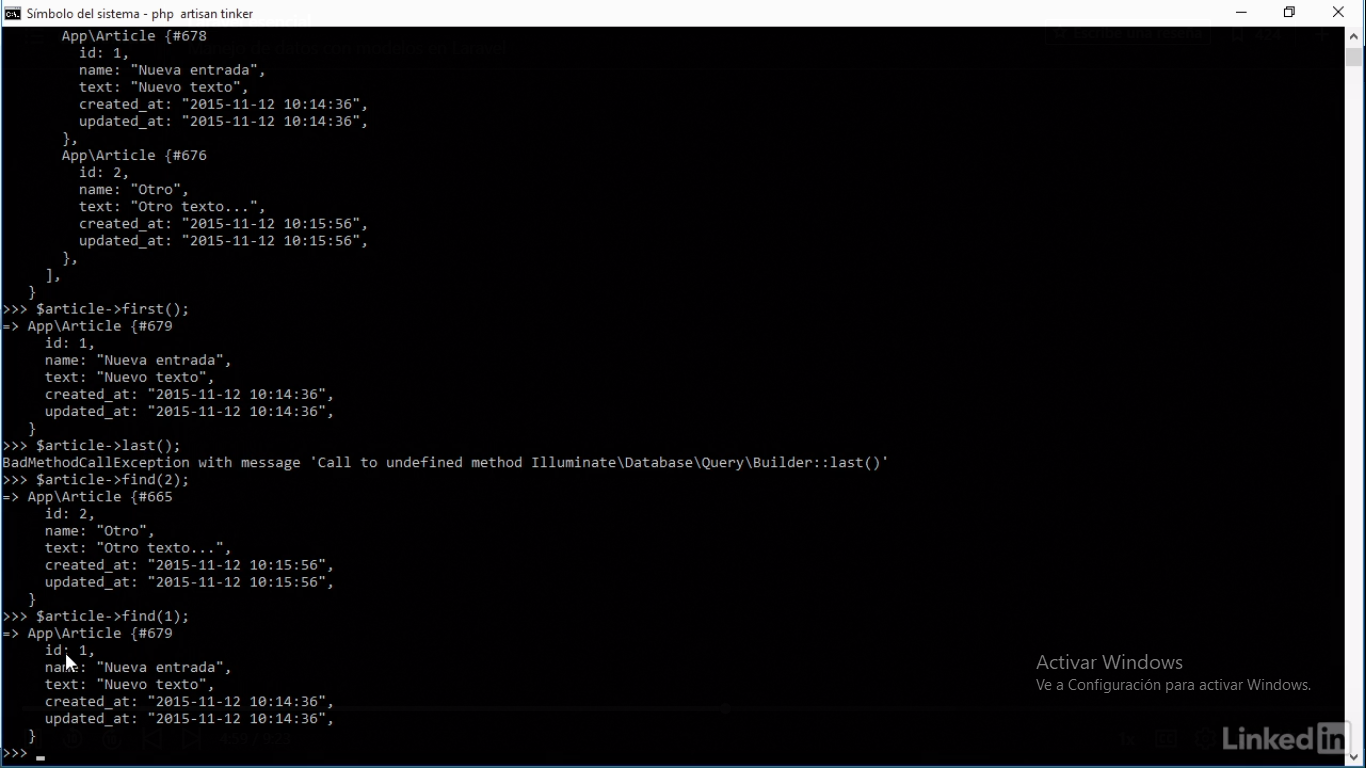 Símbolo del sistema - php  artisan tinker
App\Article {#678
id: 1,
name: "Nueva entrada",
text: "Nuevo texto",
created_at: "2015-11-12 10:14:36",
updated_at: "2015-11-12 10:14:36",
},
App\Article {#676
id: 2,
name: "Otro",
text: "Otro texto...",
created_at: "2015-11-12 10:15:56",
updated_at: "2015-11-12 10:15:56",
},
],
}
>>> $article->first();
=> App\Article {#679
id: 1,
name: "Nueva entrada",
text: "Nuevo texto",
created_at: "2015-11-12 10:14:36",
updated_at: "2015-11-12 10:14:36",
}
>>> $article->last();
BadMethodCallException with message 'Call to undefined method Illuminate\Database\Query\Builder::last()'
>>> $article->find(2);
=> App\Article {#665
id: 2,
name: "Otro",
text: "Otro texto...",
created_at: "2015-11-12 10:15:56",
updated_at: "2015-11-12 10:15:56",
}
>>> $article->find(1);
=> App\Article {#679
id: 1,
name: "Nueva entrada",
text: "Nuevo texto",
created_at: "2015-11-12 10:14:36",
updated_at: "2015-11-12 10:14:36",
}
>>>
Activar Windows
Ve a Configuración para activar Windows.
LinkedIn